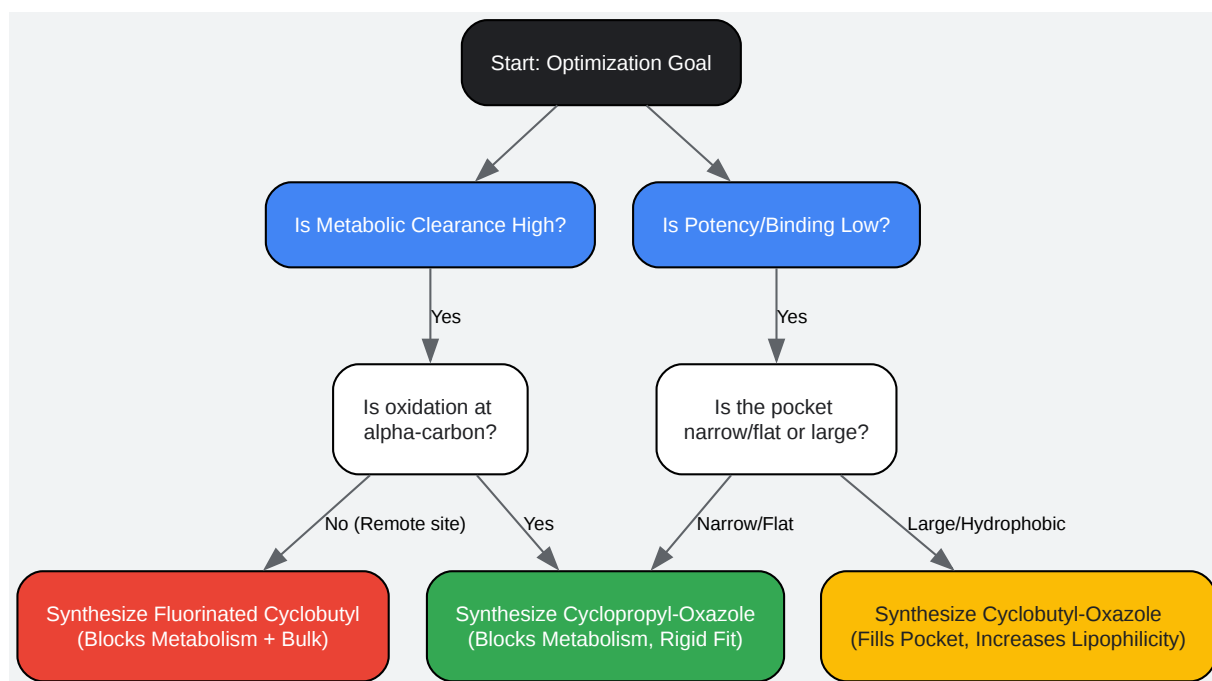 Start: Optimization Goal
Is Metabolic Clearance High?
Is Potency/Binding Low?
Yes
Yes
Is oxidation at
alpha-carbon?
Is the pocket
narrow/flat or large?
No (Remote site)
Yes
Narrow/Flat
Large/Hydrophobic
Synthesize Fluorinated Cyclobutyl
(Blocks Metabolism + Bulk)
Synthesize Cyclopropyl-Oxazole
(Blocks Metabolism, Rigid Fit)
Synthesize Cyclobutyl-Oxazole
(Fills Pocket, Increases Lipophilicity)